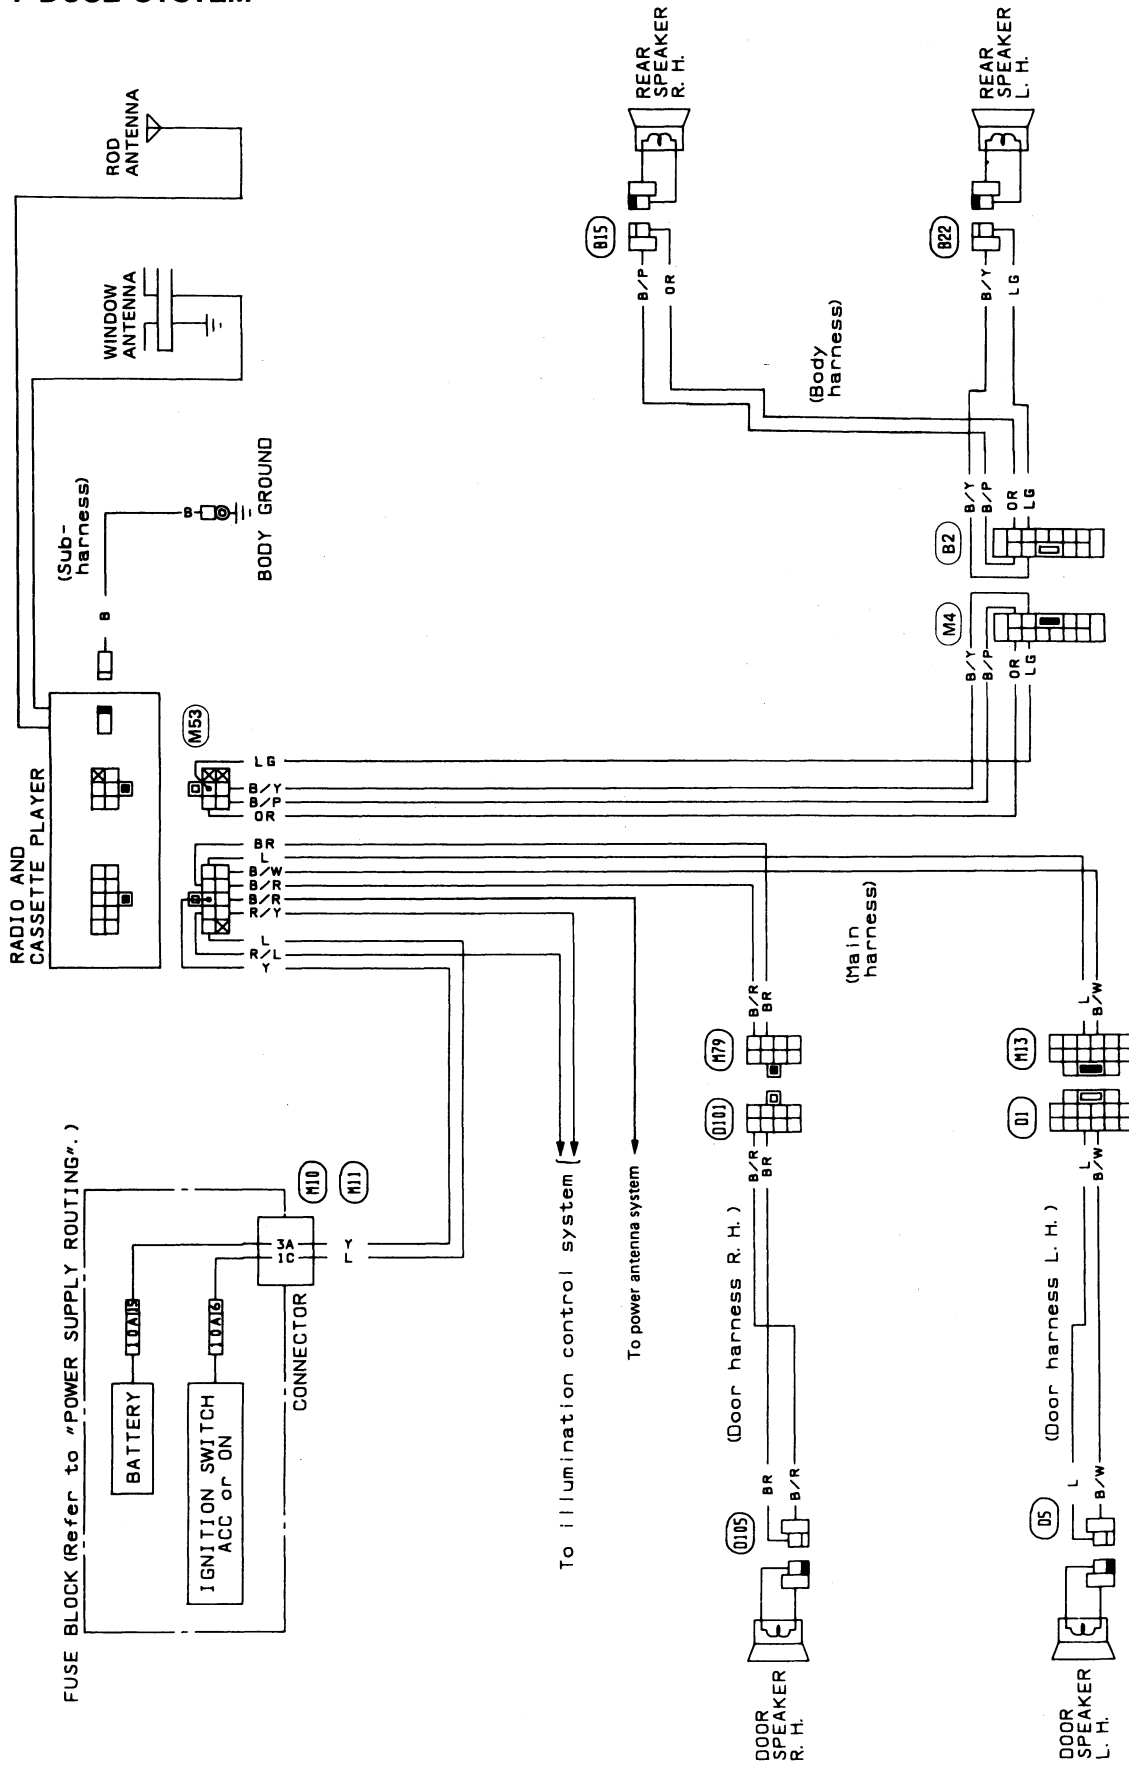 RADIO AND
CASSETTE PLAYER
WINDOW
ANTENNA
ROD
ANTENNA
(Sub-
harness)
B
B
BODY GROUND
M53
LG
B/Y
B/P
OR
BR
L
B/W
B/R
B/R
R/Y
L
R/L
Y
FUSE BLOCK (Refer to "POWER SUPPLY ROUTING".)
BATTERY
10A 15
IGNITION SWITCH
ACC or ON
10A 16
3A
1C
Y
L
CONNECTOR
M10
M11
To illumination control system
To power antenna system
B15
B/P
OR
REAR
SPEAKER
R. H.
B22
B/Y
LG
REAR
SPEAKER
L. H.
(Body
harness)
B/Y
B/P
OR
LG
B2
M4
B/Y
B/P
OR
LG
(Main
harness)
B/R
BR
M79
D101
B/R
BR
(Door harness R. H. )
BR
B/R
D105
DOOR
SPEAKER
R. H.
L
B/W
M13
D1
L
B/W
(Door harness L. H. )
L
B/W
D5
DOOR
SPEAKER
L. H.